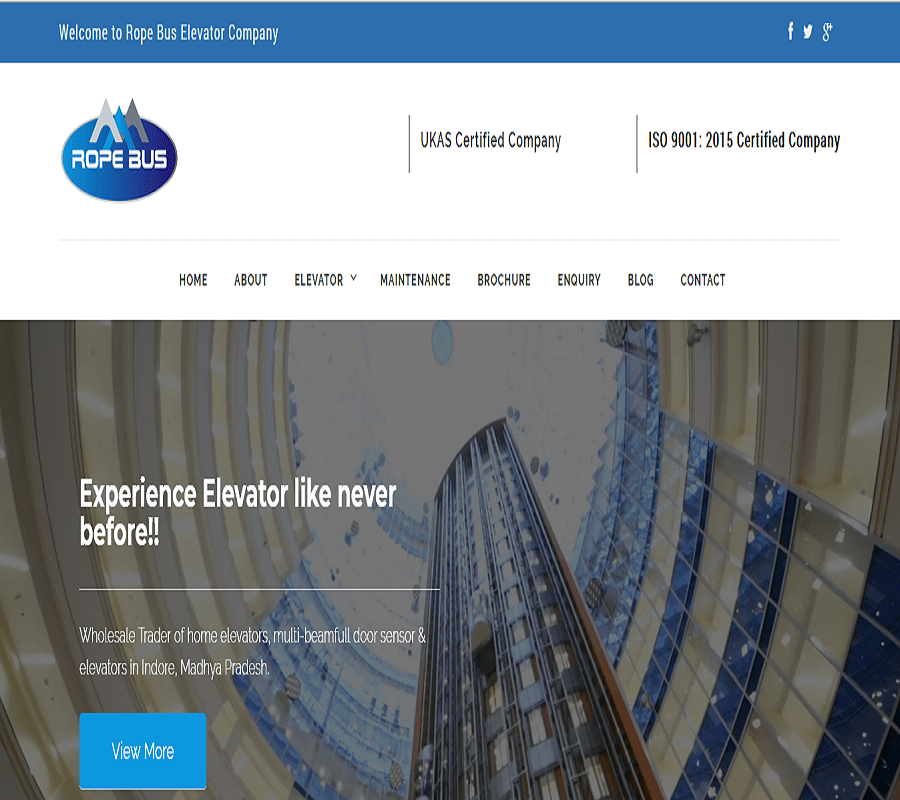 Welcome to Rope Bus Elevator Company
ROPE BUS
UKAS Certified Company
ISO 9001: 2015 Certified Company
HOME ABOUT ELEVATOR MAINTENANCE BROCHURE ENQUIRY BLOG CONTACT
Experience Elevator like never
before!!
Wholesale Trader of home elevators, multi-beamfull door sensor &
elevators in Indore, Madhya Pradesh.
View More